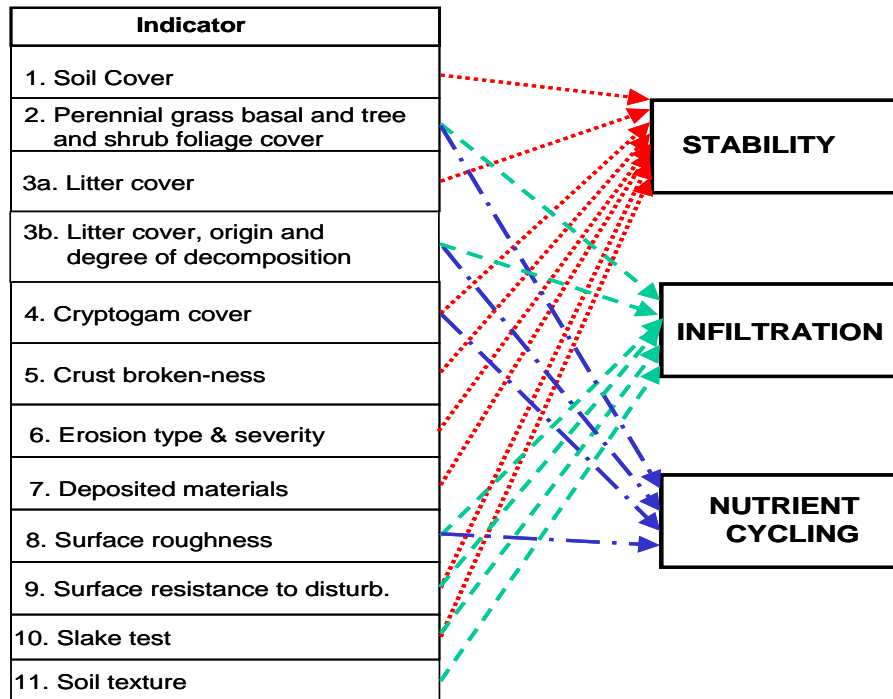 Indicator
1. Soil Cover
2. Perennial grass basal and tree
and shrub foliage cover
3a. Litter cover
3b. Litter cover, origin and
degree of decomposition
4. Cryptogam cover
5. Crust broken-ness
6. Erosion type & severity
7. Deposited materials
8. Surface roughness
9. Surface resistance to disturb.
10. Slake test
11. Soil texture
STABILITY
INFILTRATION
NUTRIENT
CYCLING